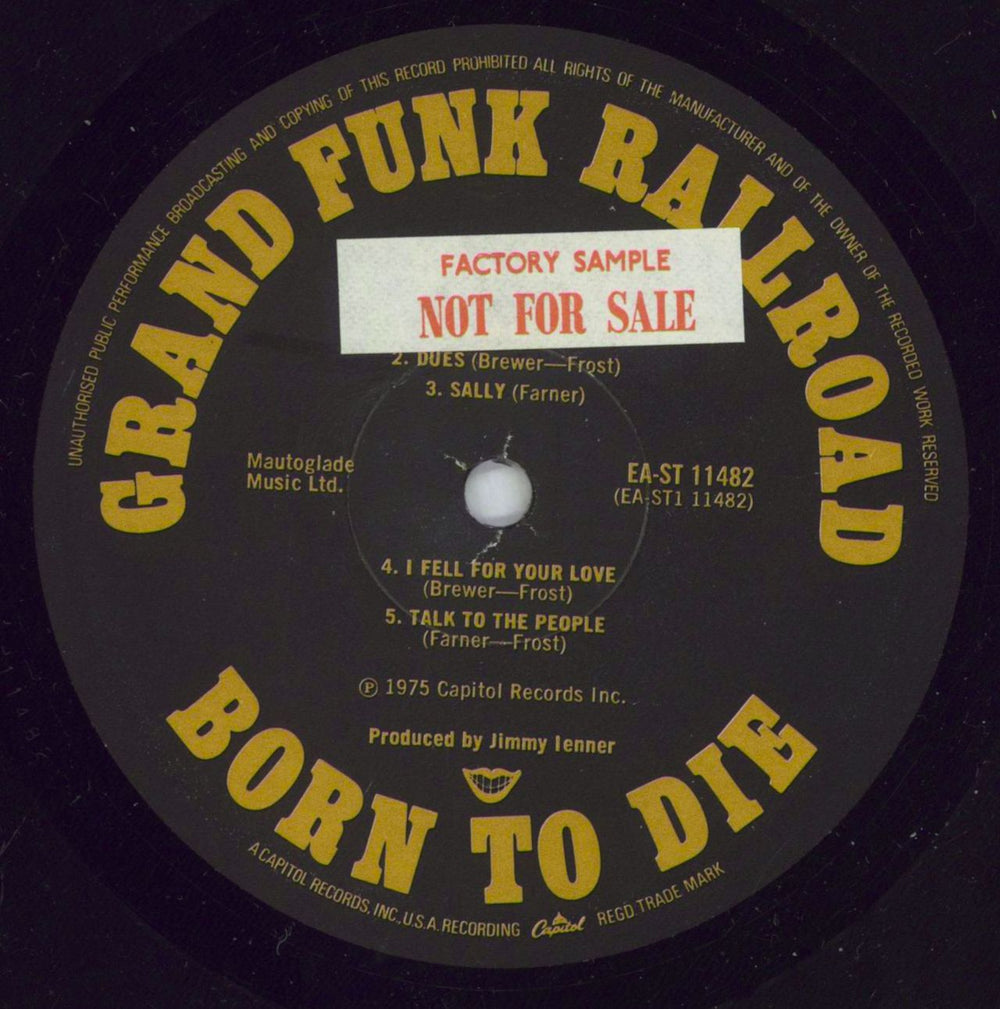 UNAUTHORISED PUBLIC PERFORMANCE BROADCASTING AND COPYING OF THIS RECORD PROHIBITED ALL RIGHTS OF THE MANUFACTURER AND OF THE OWNER OF THE RECORDED WORK RESERVED
GRAND FUNK RAILROAD
FACTORY SAMPLE
NOT FOR SALE
2. DUES (Brewer—Frost)
3. SALLY (Farner)
Mautoglade
Music Ltd.
EA-ST 11482
(EA-ST1 11482)
4. I FELL FOR YOUR LOVE
(Brewer—Frost)
5. TALK TO THE PEOPLE
(Farner—Frost)
Ⓟ 1975 Capitol Records Inc.
Produced by Jimmy Ienner
BORN TO DIE
A CAPITOL RECORDS, INC., U.S.A. RECORDING Capitol REGD TRADE MARK